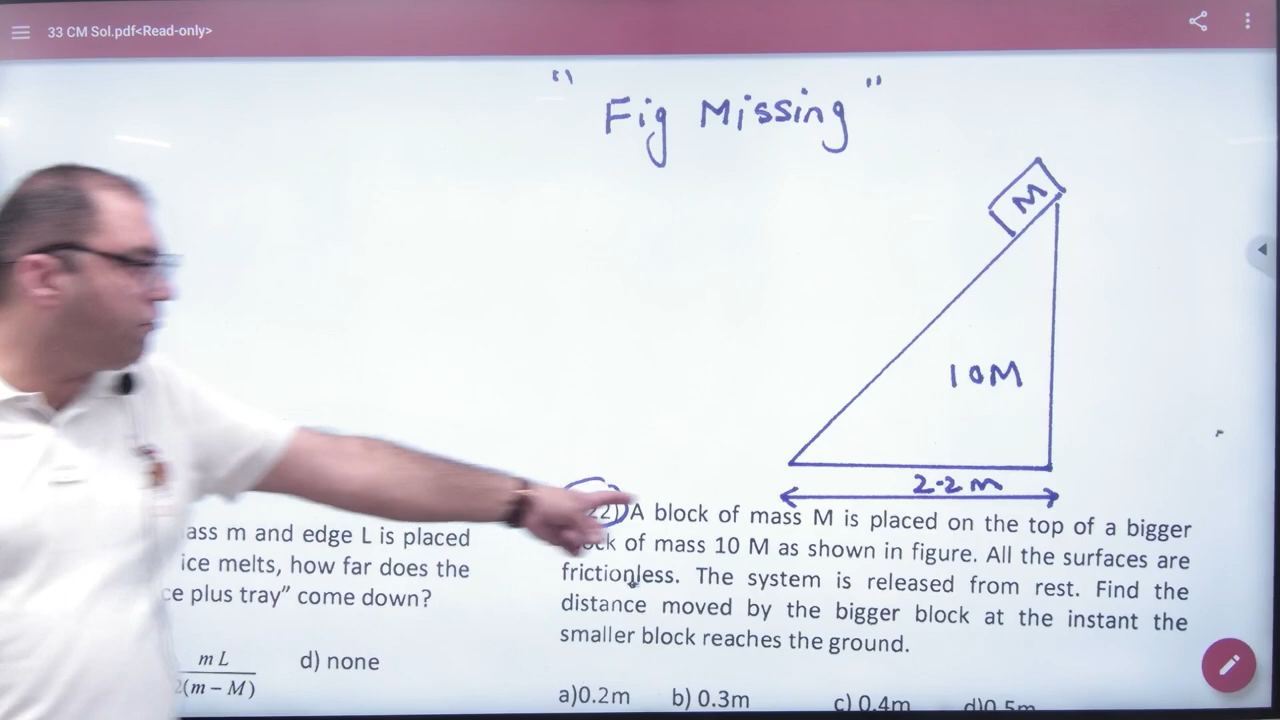 33 CM Sol.pdf<Read-only>
" Fig Missing "
M
10M
2.2 m
22) A block of mass M is placed on the top of a bigger
of mass 10 M as shown in figure. All the surfaces are
frictionless. The system is released from rest. Find the
distance moved by the bigger block at the instant the
smaller block reaches the ground.
a)0.2m b) 0.3m c) 0.4m d)0.5m
m and edge L is placed
ice melts, how far does the
plus tray” come down?
m L
2(m − M)
d) none